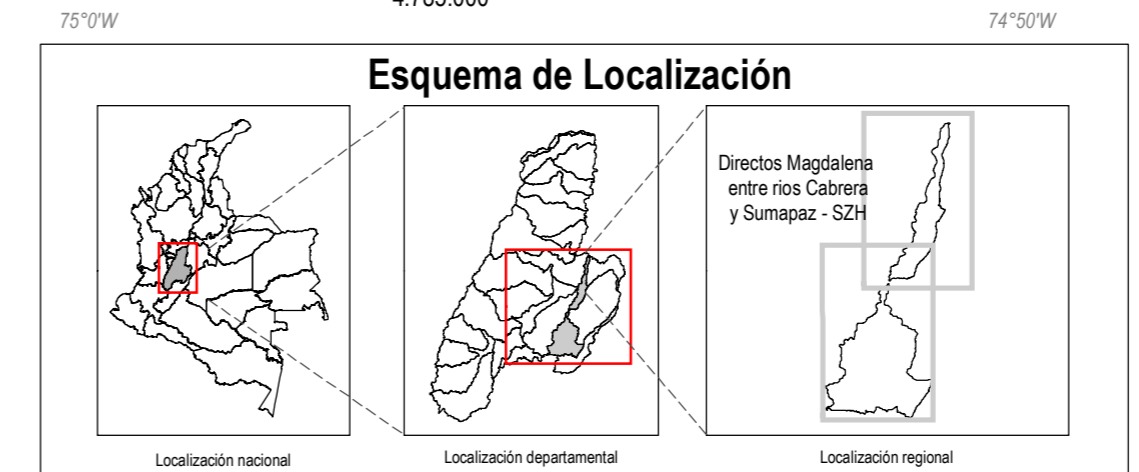 75°0'W
74°50'W
Esquema de Localización
Directos Magdalena
entre rios Cabrera
y Sumapaz - SZH
Localización nacional
Localización departamental
Localización regional